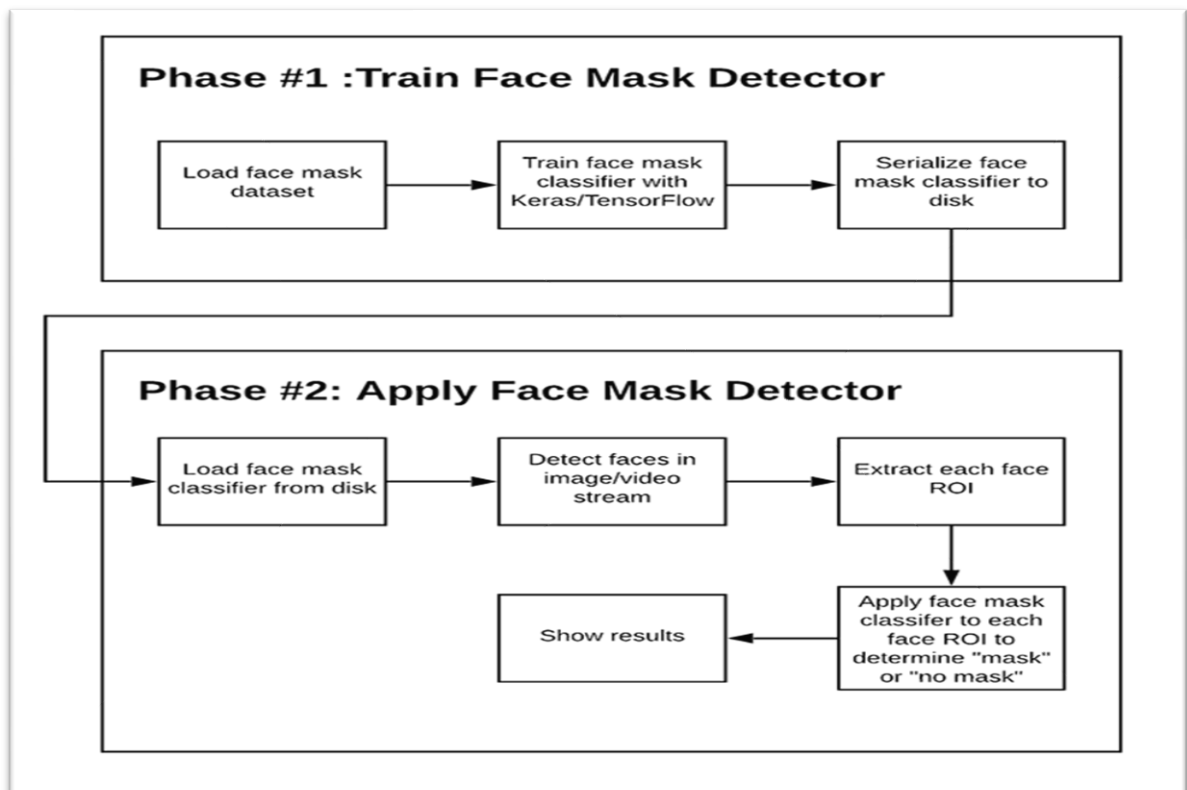 Phase #1 :Train Face Mask Detector
Load face mask
dataset
Train face mask
classifier with
Keras/TensorFlow
Serialize face
mask classifier to
disk
Phase #2: Apply Face Mask Detector
Load face mask
classifier from disk
Detect faces in
image/video
stream
Extract each face
ROI
Apply face mask
classifer to each
face ROI to
determine "mask"
or "no mask"
Show results